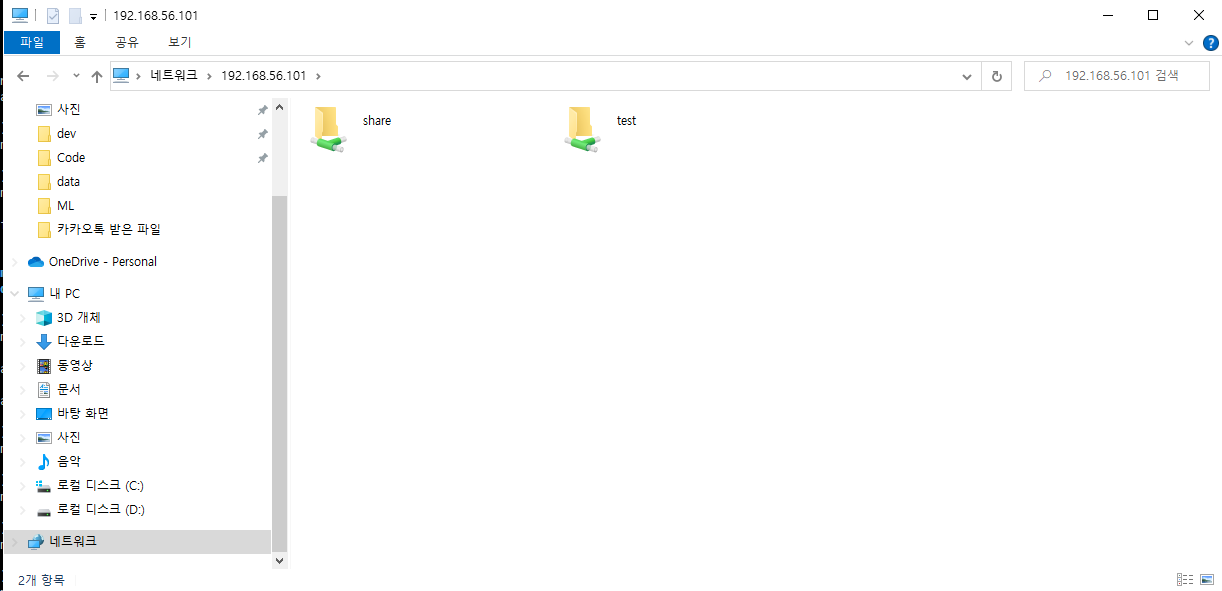 192.168.56.101
파일 홈 공유 보기
네트워크 192.168.56.101 192.168.56.101 검색
사진
dev
Code
data
ML
카카오톡 받은 파일
OneDrive - Personal
내 PC
3D 개체
다운로드
동영상
문서
바탕 화면
사진
음악
로컬 디스크 (C:)
로컬 디스크 (D:)
네트워크
share test
2개 항목